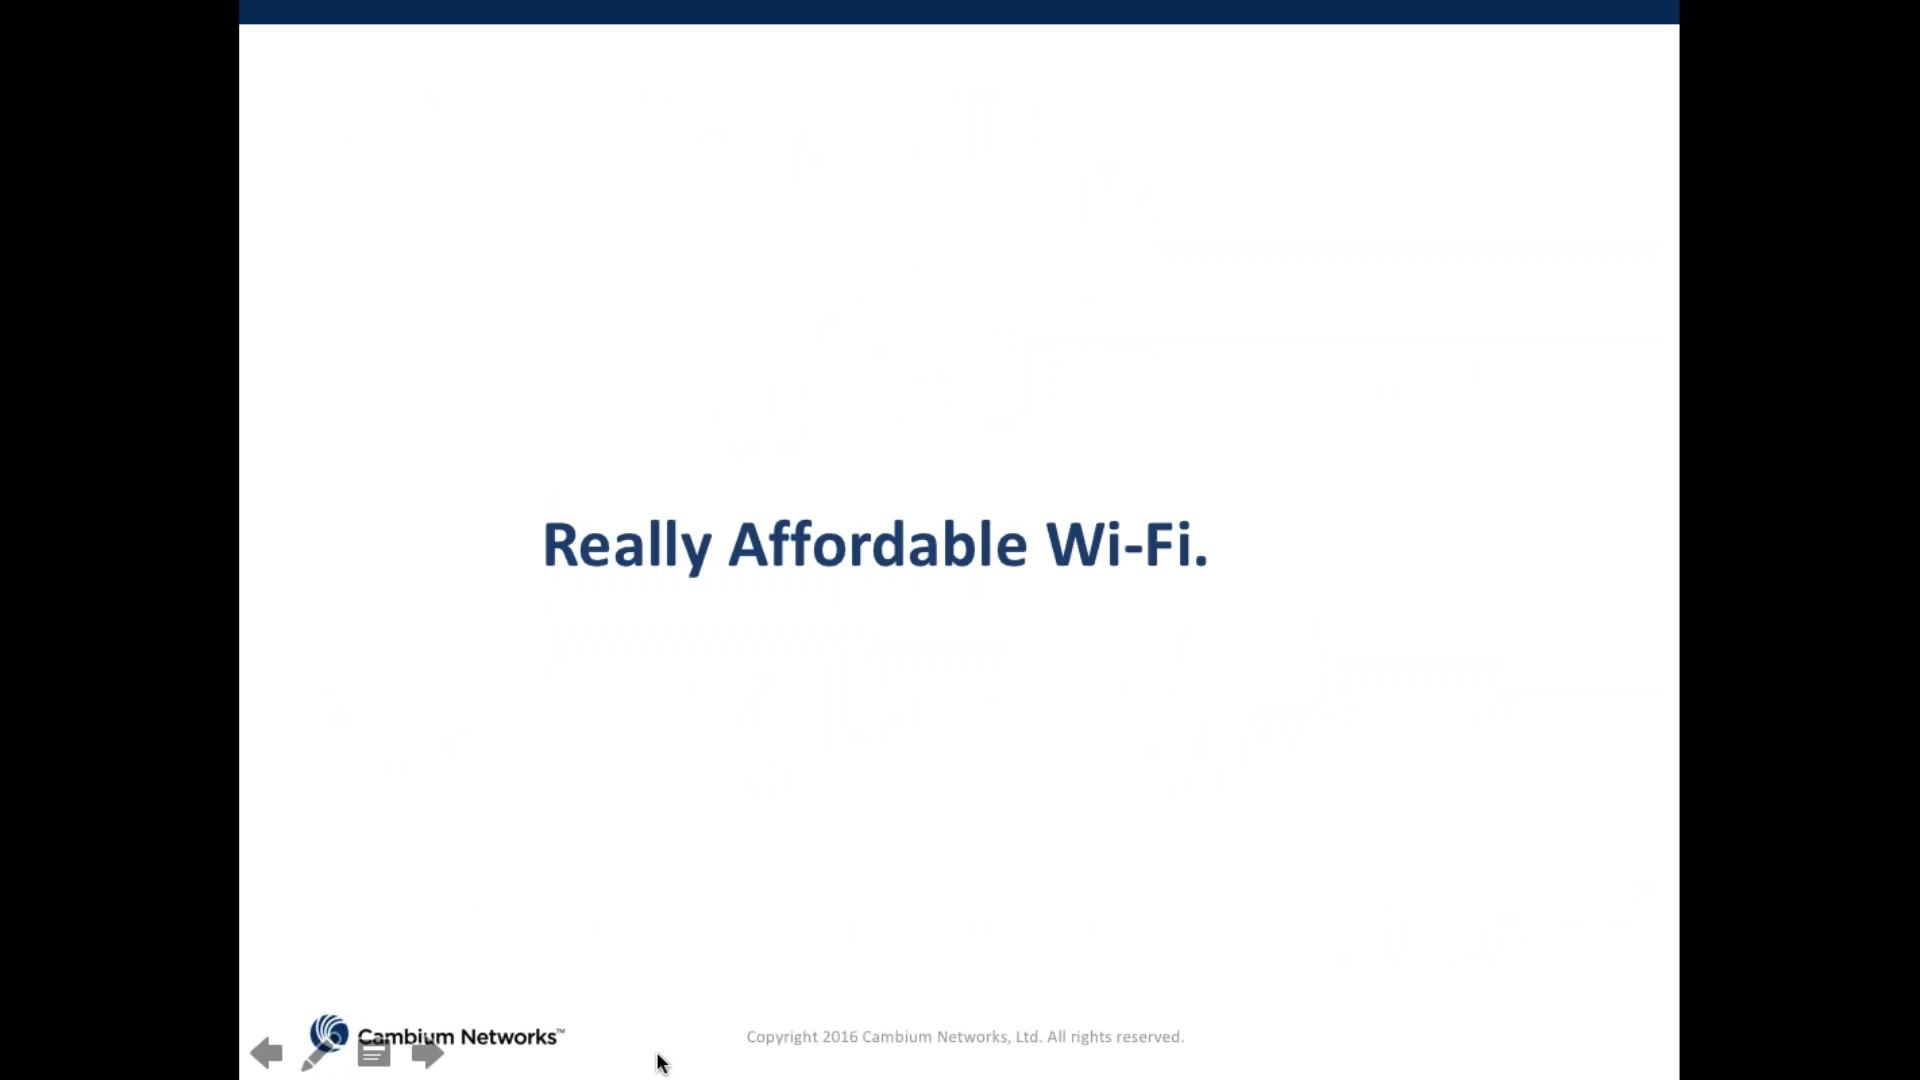 Really Affordable Wi-Fi.
Cambium Networks™
Copyright 2016 Cambium Networks, Ltd. All rights reserved.